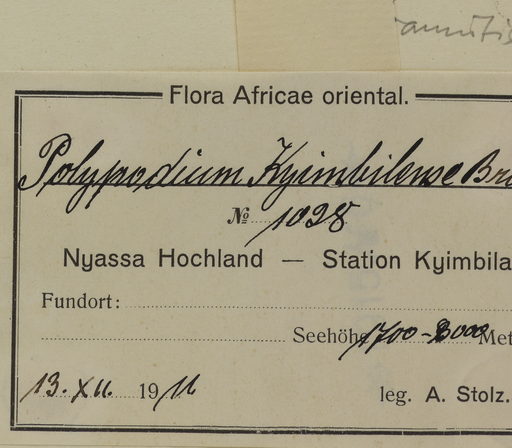 Flora Africae oriental.
Polypodium Kyimbilense Bra
№ 1028
Nyassa Hochland — Station Kyimbila
Fundort:
Seehöhe 1700-2000 Met
13. XII. 1911
leg. A. Stolz.